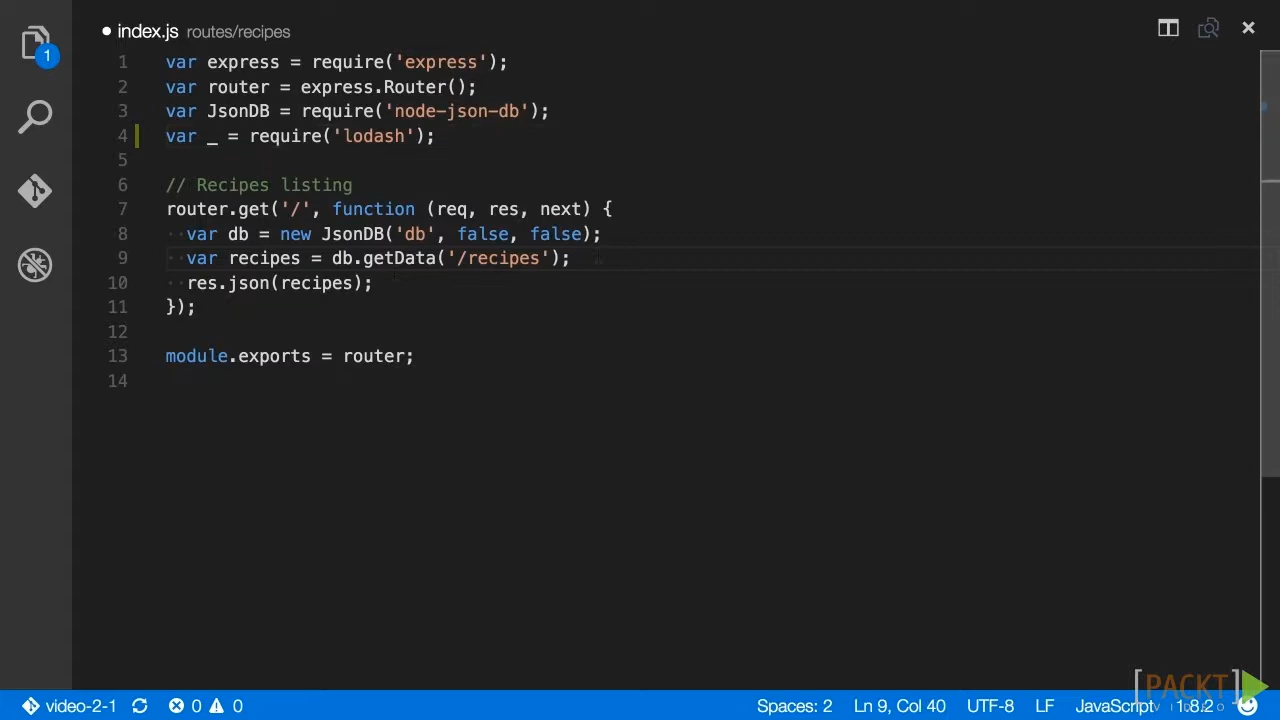 index.js routes/recipes
1
1 var express = require('express');
2 var router = express.Router();
3 var JsonDB = require('node-json-db');
4 var _ = require('lodash');
5
6 // Recipes listing
7 router.get('/', function (req, res, next) {
8 var db = new JsonDB('db', false, false);
9 var recipes = db.getData('/recipes');
10 res.json(recipes);
11 });
12
13 module.exports = router;
14
[PACKT]
VIDEO
video-2-1 0 0 Spaces: 2 Ln 9, Col 40 UTF-8 LF JavaScript 1.8.2